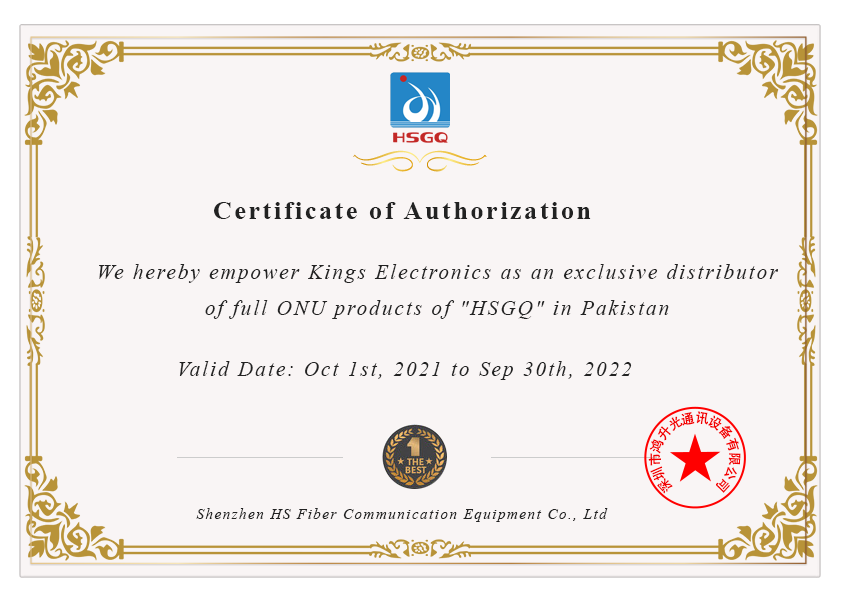 HSGQ
Certificate of Authorization
We hereby empower Kings Electronics as an exclusive distributor
of full ONU products of "HSGQ" in Pakistan
Valid Date: Oct 1st, 2021 to Sep 30th, 2022
1
THE
BEST
深圳市鸿升光通讯设备有限公司
Shenzhen HS Fiber Communication Equipment Co., Ltd